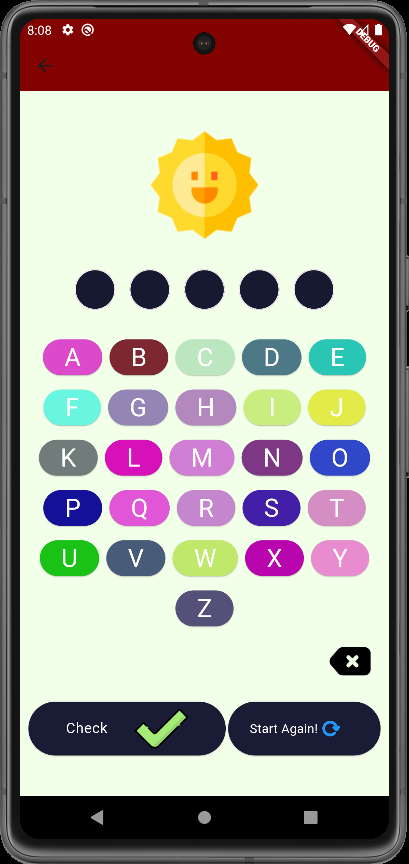 8:08
DEBUG
A B C D E
F G H I J
K L M N O
P Q R S T
U V W X Y
Z
Check Start Again!